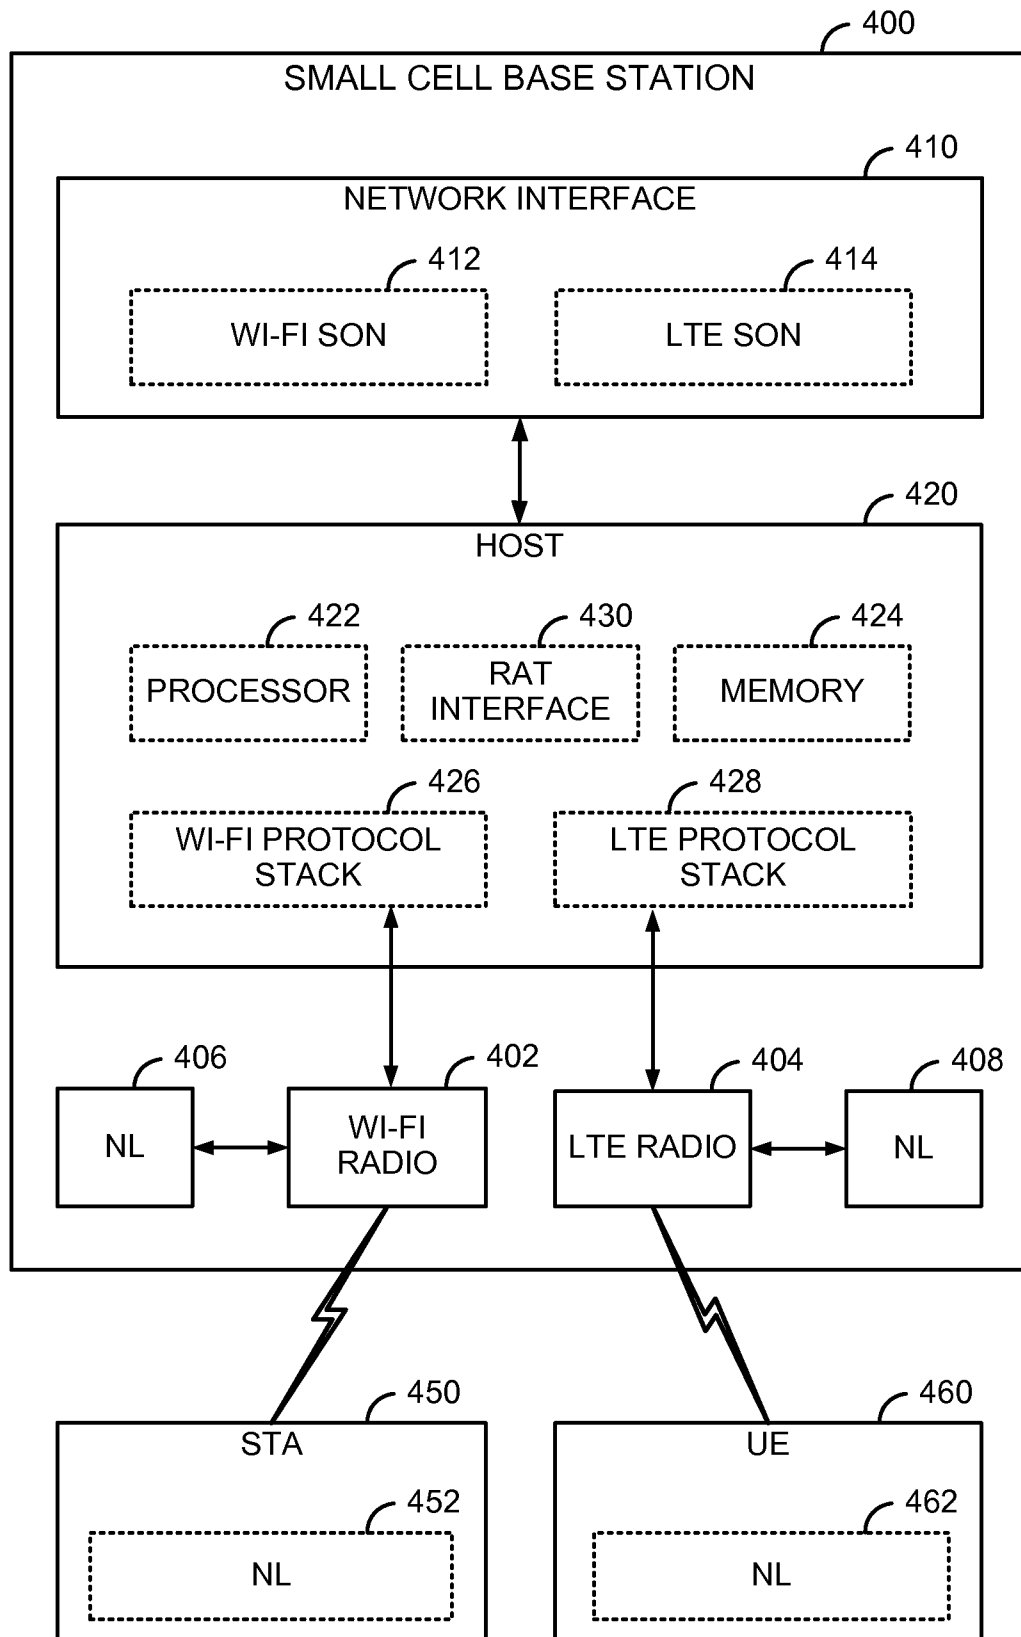 400
SMALL CELL BASE STATION
410
NETWORK INTERFACE
412
414
WI-FI SON
LTE SON
420
HOST
422
430
424
PROCESSOR
RAT
INTERFACE
MEMORY
426
428
WI-FI PROTOCOL
STACK
LTE PROTOCOL
STACK
406
402
404
408
NL
WI-FI
RADIO
LTE RADIO
NL
450
460
STA
UE
452
462
NL
NL